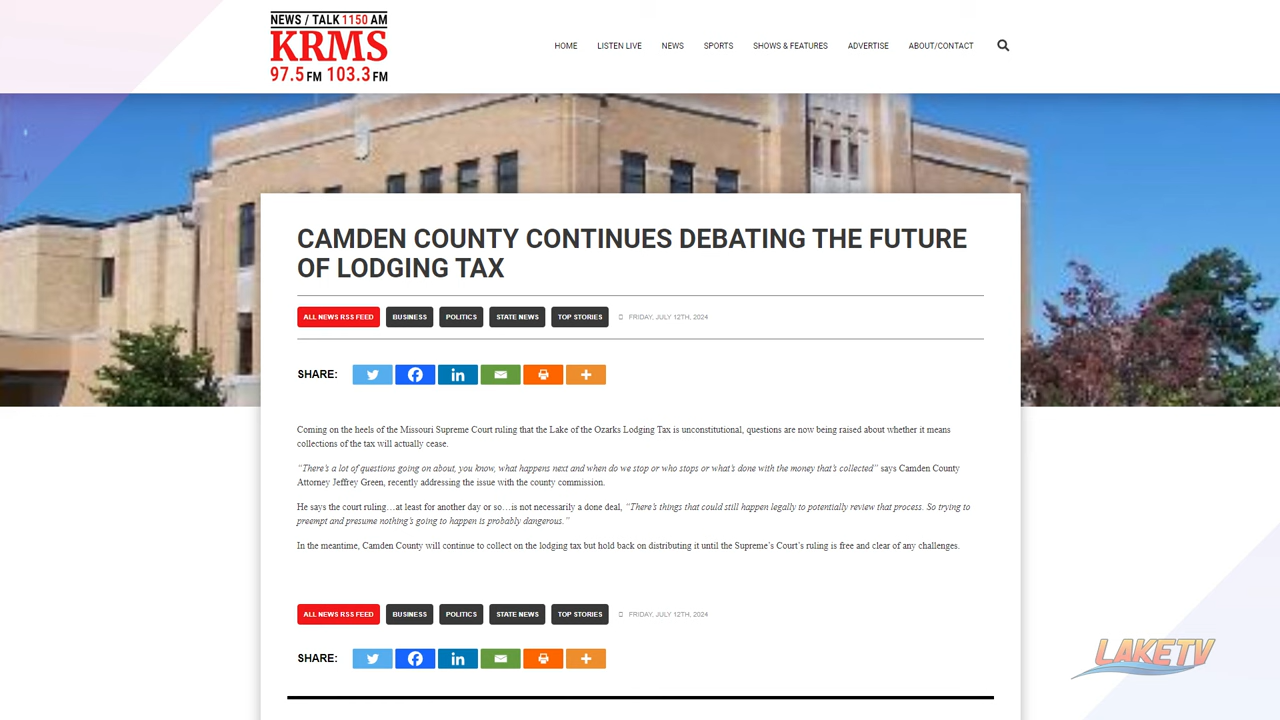 NEWS / TALK 1150 AM
KRMS
97.5 FM 103.3 FM
HOME LISTEN LIVE NEWS SPORTS SHOWS & FEATURES ADVERTISE ABOUT/CONTACT
CAMDEN COUNTY CONTINUES DEBATING THE FUTURE
OF LODGING TAX
ALL NEWS RSS FEED BUSINESS POLITICS STATE NEWS TOP STORIES FRIDAY, JULY 12TH, 2024
SHARE:
Coming on the heels of the Missouri Supreme Court ruling that the Lake of the Ozarks Lodging Tax is unconstitutional, questions are now being raised about whether it means
collections of the tax will actually cease.
“There’s a lot of questions going on about, you know, what happens next and when do we stop or who stops or what’s done with the money that’s collected” says Camden County
Attorney Jeffrey Green, recently addressing the issue with the county commission.
He says the court ruling…at least for another day or so…is not necessarily a done deal, “There’s things that could still happen legally to potentially review that process. So trying to
preempt and presume nothing’s going to happen is probably dangerous.”
In the meantime, Camden County will continue to collect on the lodging tax but hold back on distributing it until the Supreme’s Court’s ruling is free and clear of any challenges.
ALL NEWS RSS FEED BUSINESS POLITICS STATE NEWS TOP STORIES FRIDAY, JULY 12TH, 2024
SHARE:
LAKETV